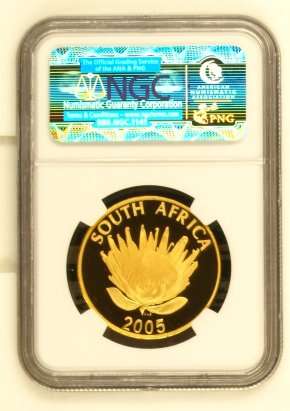 The Official Grading Service
of the ANA & PNG
NGC
Numismatic Guaranty Corporation
AMERICAN
NUMISMATIC
ASSOCIATION
PNG
SOUTH AFRICA
2005